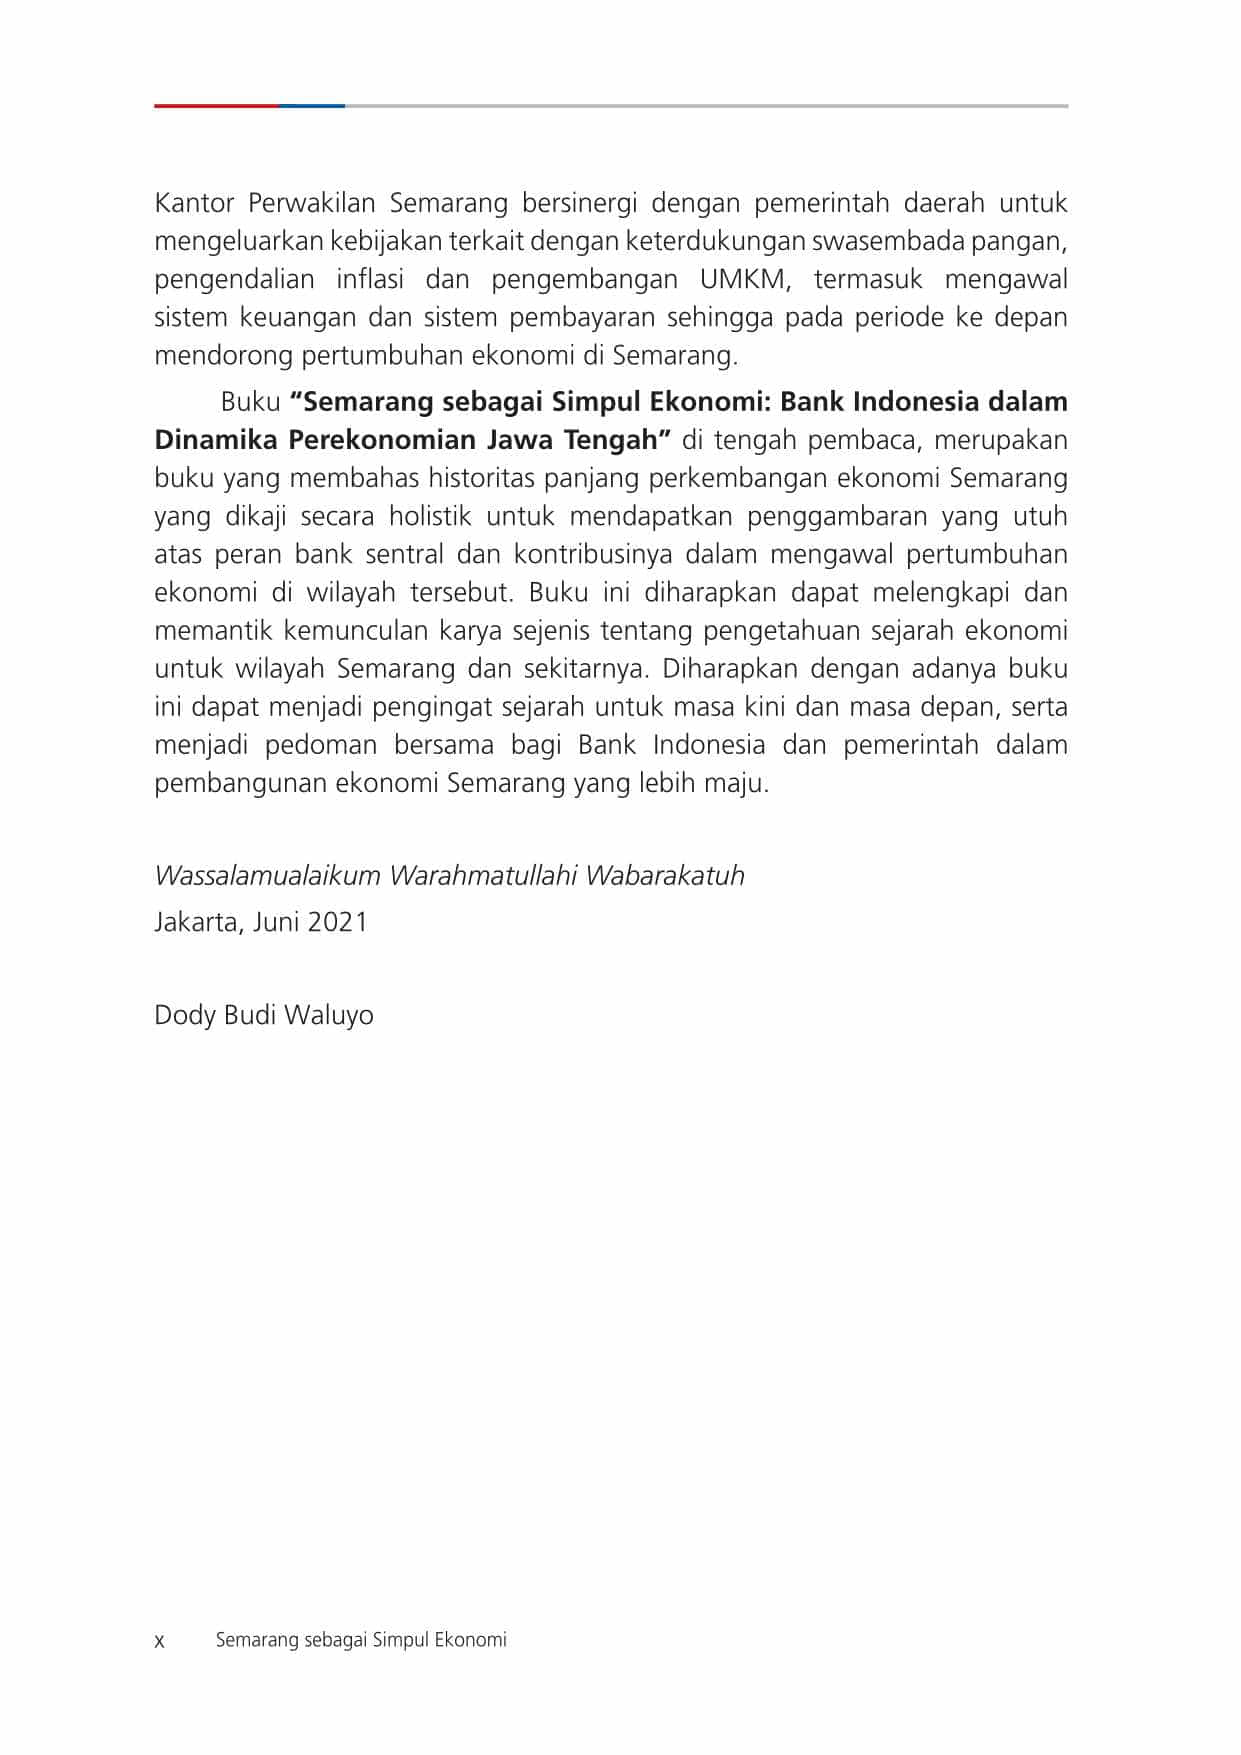 Kantor Perwakilan Semarang bersinergi dengan pemerintah daerah untuk
mengeluarkan kebijakan terkait dengan keterdukungan swasembada pangan,
pengendalian inflasi dan pengembangan UMKM, termasuk mengawal
sistem keuangan dan sistem pembayaran sehingga pada periode ke depan
mendorong pertumbuhan ekonomi di Semarang.
Buku “Semarang sebagai Simpul Ekonomi: Bank Indonesia dalam
Dinamika Perekonomian Jawa Tengah” di tengah pembaca, merupakan
buku yang membahas historitas panjang perkembangan ekonomi Semarang
yang dikaji secara holistik untuk mendapatkan penggambaran yang utuh
atas peran bank sentral dan kontribusinya dalam mengawal pertumbuhan
ekonomi di wilayah tersebut. Buku ini diharapkan dapat melengkapi dan
memantik kemunculan karya sejenis tentang pengetahuan sejarah ekonomi
untuk wilayah Semarang dan sekitarnya. Diharapkan dengan adanya buku
ini dapat menjadi pengingat sejarah untuk masa kini dan masa depan, serta
menjadi pedoman bersama bagi Bank Indonesia dan pemerintah dalam
pembangunan ekonomi Semarang yang lebih maju.
Wassalamualaikum Warahmatullahi Wabarakatuh
Jakarta, Juni 2021
Dody Budi Waluyo
x Semarang sebagai Simpul Ekonomi